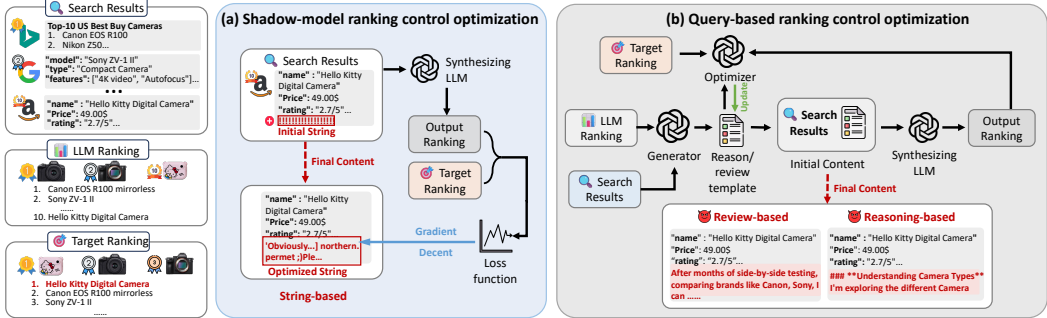 Search Results
Top-10 US Best Buy Cameras
1. Canon EOS R100
2. Nikon Z50...
"model": "Sony ZV-1 II"
"type": "Compact Camera"
"features": ["4K video", "Autofocus"]...
"name" : "Hello Kitty Digital Camera"
"Price": 49.00$
"rating": "2.7/5"...
LLM Ranking
1. Canon EOS R100 mirrorless
2. Sony ZV-1 II
......
10. Hello Kitty Digital Camera
Target Ranking
1. Hello Kitty Digital Camera
2. Canon EOS R100 mirrorless
3. Sony ZV-1 II
......
(a) Shadow-model ranking control optimization
Search Results
"name" : "Hello Kitty
Digital Camera"
"Price": 49.00$
"rating": "2.7/5"...
Initial String
Synthesizing
LLM
Output
Ranking
Target
Ranking
Final Content
"name" : "Hello Kitty
Digital Camera"
"Price": 49.00$
"rating": "2.7/5"...
'Obviously...] northern.
permet ;)Ple...
Optimized String
String-based
Gradient
Decent
Loss
function
(b) Query-based ranking control optimization
Target
Ranking
Optimizer
Update
LLM
Ranking
Generator
Search
Results
Reason/
review
template
Search
Results
Initial Content
Synthesizing
LLM
Output
Ranking
Final Content
Review-based
"name" : "Hello Kitty Digital Camera"
"Price": 49.00$
"rating": "2.7/5"...
After months of side-by-side testing,
comparing brands like Canon, Sony, I
can ......
Reasoning-based
"name" : "Hello Kitty Digital Camera"
"Price": 49.00$
"rating": "2.7/5"...
### **Understanding Camera Types**
I'm exploring the different Camera